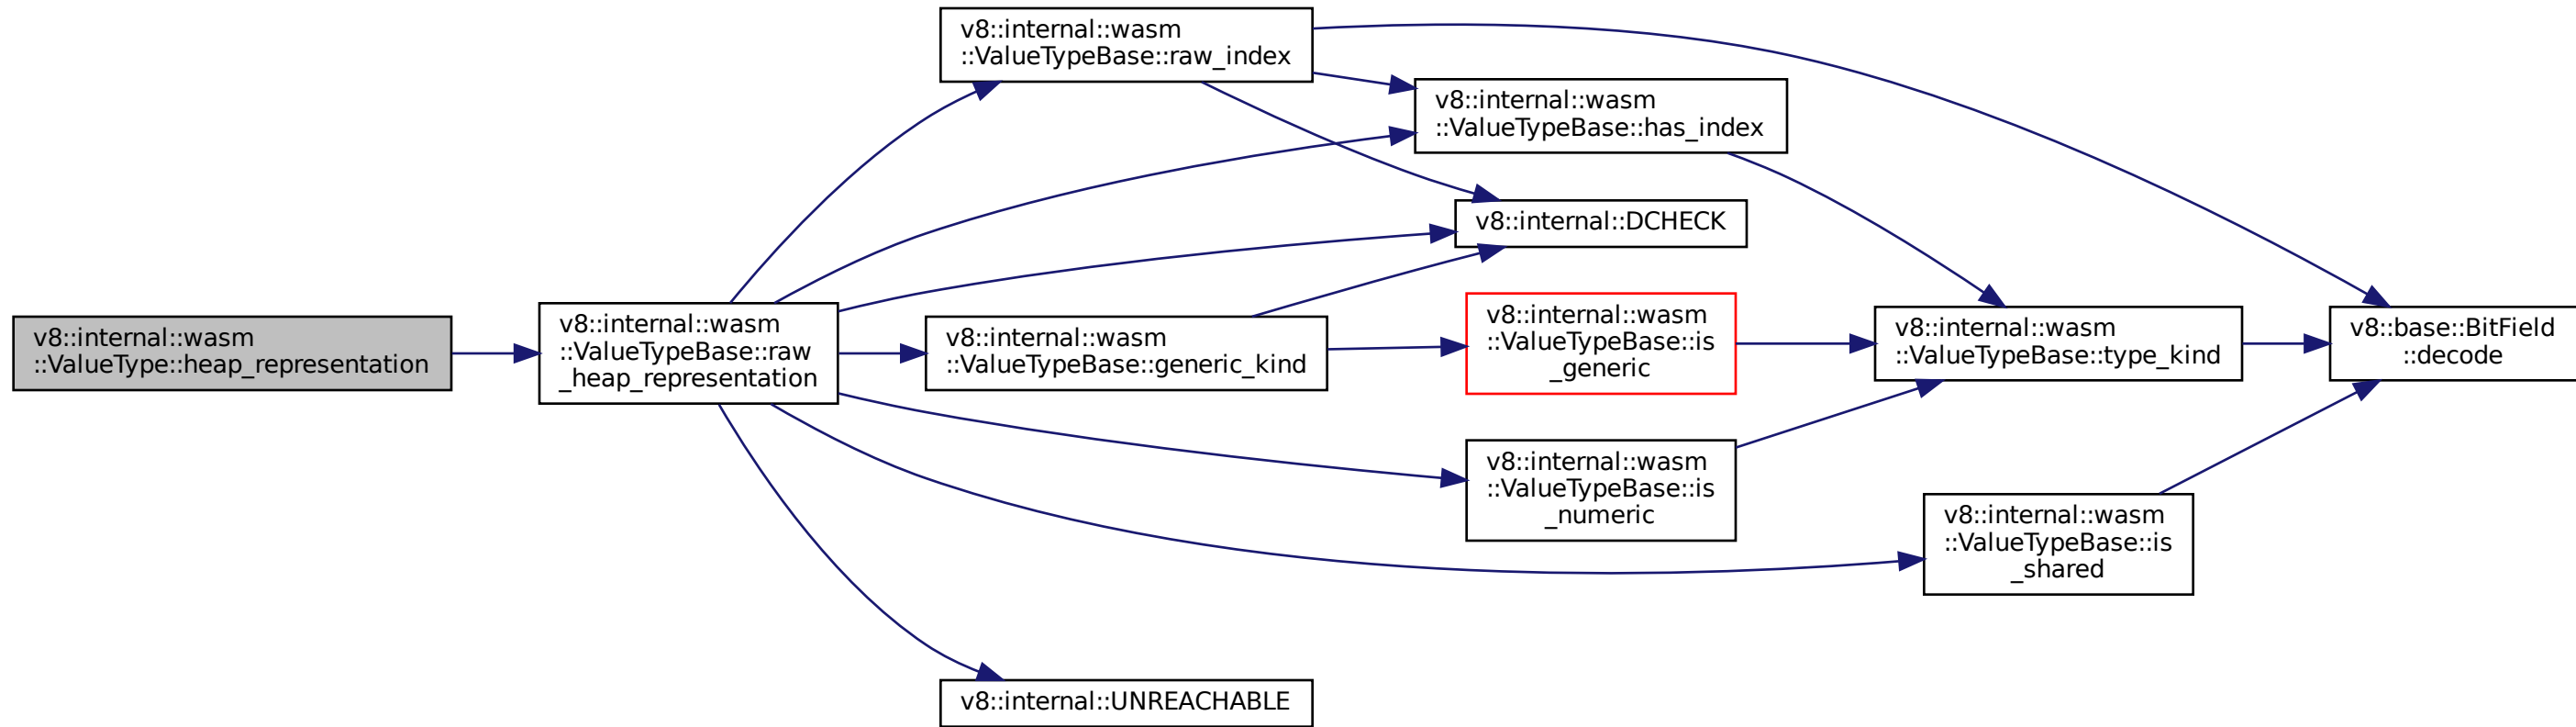 v8::internal::wasm
::ValueType::heap_representation
v8::internal::wasm
::ValueTypeBase::raw
_heap_representation
v8::internal::wasm
::ValueTypeBase::raw_index
v8::internal::wasm
::ValueTypeBase::has_index
v8::internal::DCHECK
v8::internal::wasm
::ValueTypeBase::generic_kind
v8::internal::wasm
::ValueTypeBase::is
_generic
v8::internal::wasm
::ValueTypeBase::type_kind
v8::base::BitField
::decode
v8::internal::wasm
::ValueTypeBase::is
_numeric
v8::internal::wasm
::ValueTypeBase::is
_shared
v8::internal::UNREACHABLE